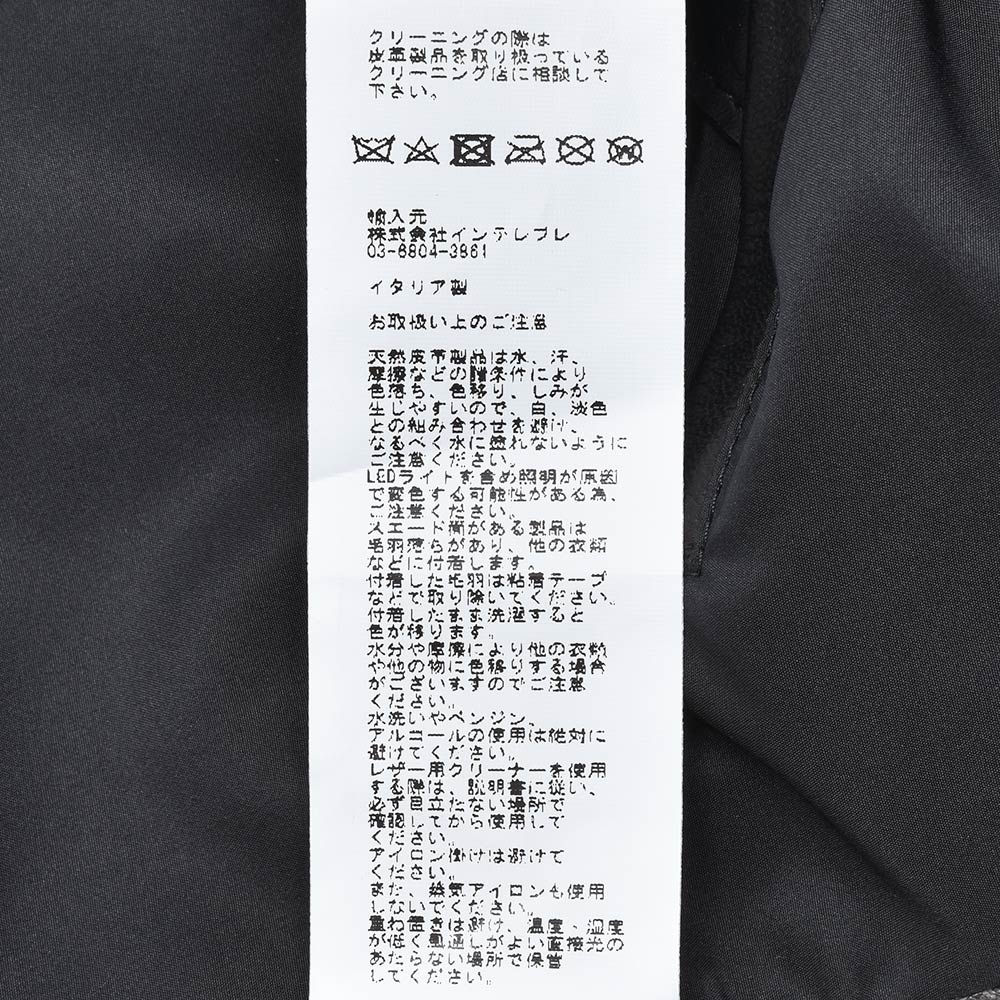 クリーニングの際は
皮革製品を取り扱っている
クリーニング店に相談して
下さい。
輸入元
株式会社インテレプレ
03-6804-3861
イタリア製
お取扱い上のご注意
天然皮革製品は水、汗、
摩擦などの諸条件により
色落ち、色移り、しみが
生じやすいので、白、淡色
との組み合わせを避け、
なるべく水に塗れないように
ご注意ください。
LEDライトを含め照明が原因
で変色する可能性がある為、
ご注意ください。
スエード面がある製品は
毛羽落ちがあり、他の衣類
などに付着します。
付着した毛羽は粘着テープ
などで取り除いてください。
付着したまま洗濯すると
色が移ります。
水分や摩擦により他の衣類
や他の物に色移りする場合
がございますのでご注意
ください。
水洗いやベンジン、
アルコールの使用は絶対に
避けてください。
レザー用クリーナーを使用
する際は、説明書に従い、
必ず目立たない場所で
確認してから使用して
ください。
アイロン掛けは避けて
ください。
また、蒸気アイロンも使用
しないでください。
重ね置きは避け、温度・湿度
が低く風通しがよい直接光の
あたらない場所で保管
してください。